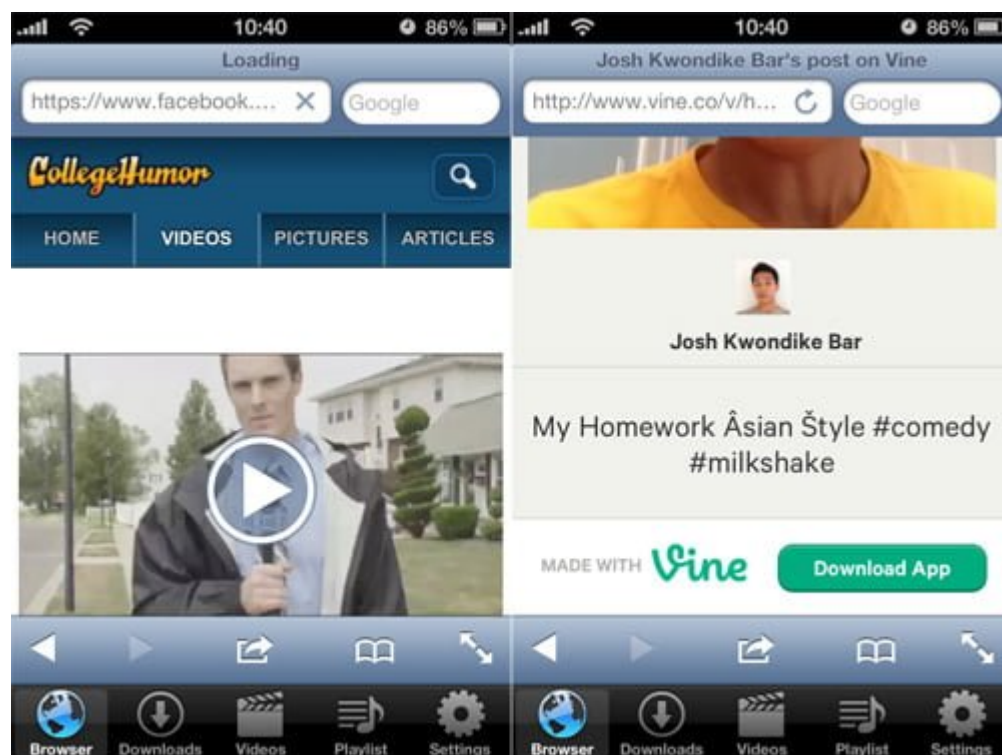 10:40
86%
Loading
https://www.facebook....
Google
CollegeHumor
HOME VIDEOS PICTURES ARTICLES
Browser Downloads Videos Playlist Settings
10:40
86%
Josh Kwondike Bar's post on Vine
http://www.vine.co/v/h...
Google
Josh Kwondike Bar
My Homework Âsian Štyle #comedy
#milkshake
MADE WITH Vine Download App
Browser Downloads Videos Playlist Settings